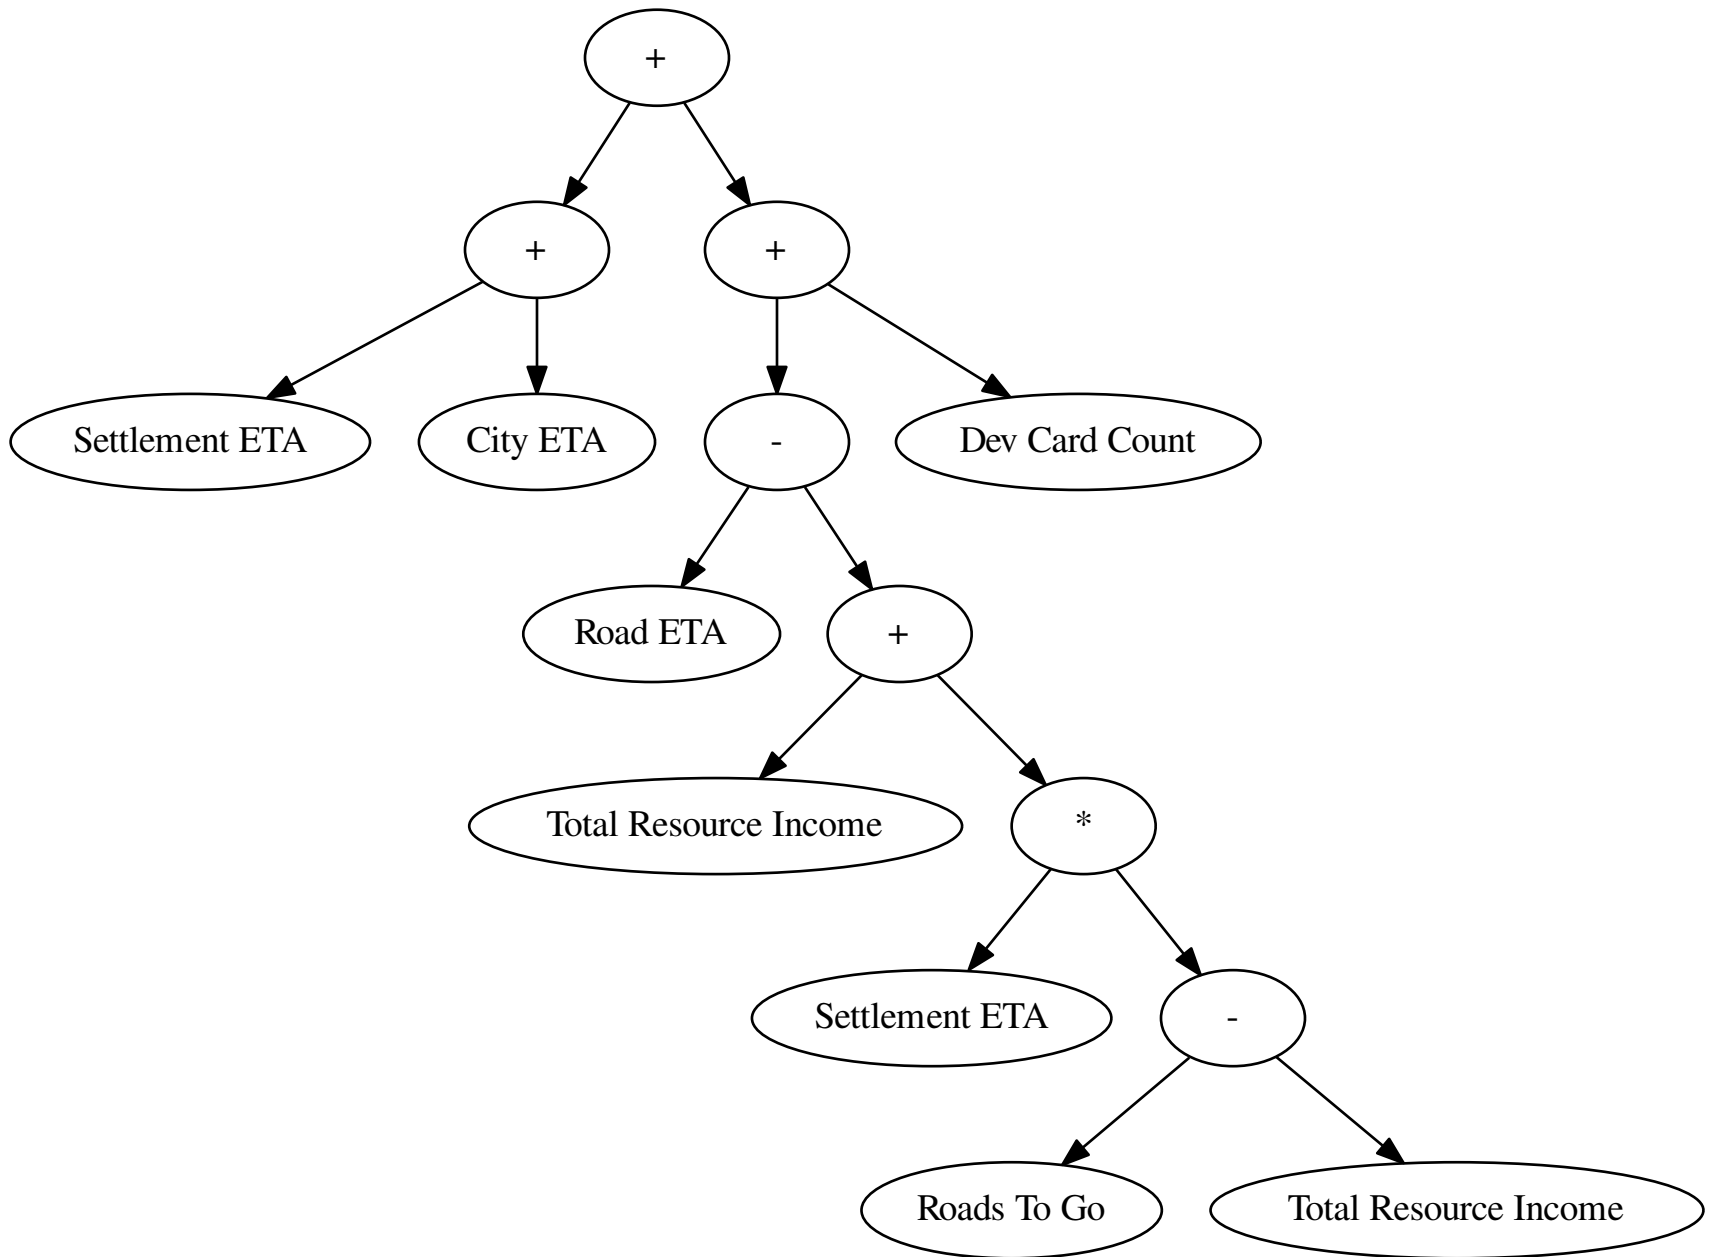 +
+
+
Settlement ETA
City ETA
-
Dev Card Count
Road ETA
+
Total Resource Income
*
Settlement ETA
-
Roads To Go
Total Resource Income